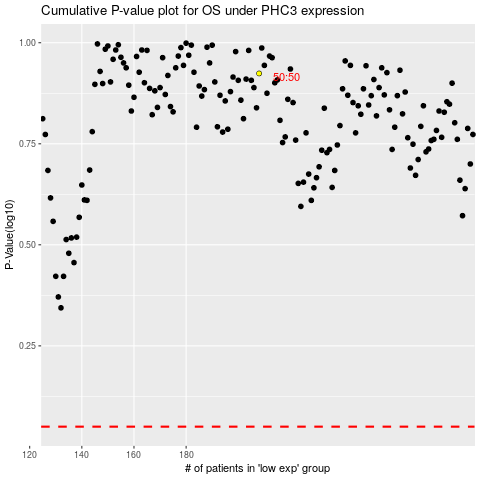 Cumulative P-value plot for OS under PHC3 expression
1.00
0.75
0.50
0.25
P-Value(log10)
50:50
120 140 160 180
# of patients in 'low exp' group